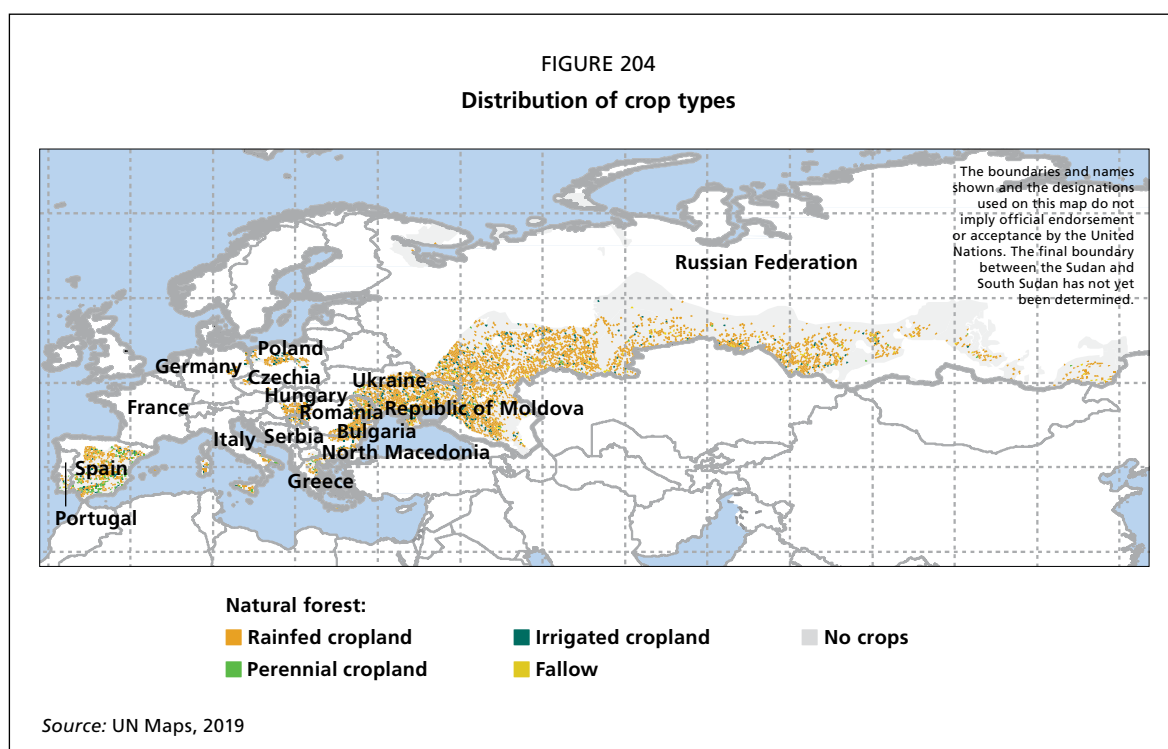 FIGURE 204
Distribution of crop types
The boundaries and names
shown and the designations
used on this map do not
imply official endorsement
or acceptance by the United
Nations. The final boundary
between the Sudan and
South Sudan has not yet
been determined.
Russian Federation
Poland
Germany
Czechia
Ukraine
Hungary
France
Romania
Republic of Moldova
Bulgaria
Italy
Serbia
North Macedonia
Spain
Greece
Portugal
Natural forest:
Rainfed cropland
Irrigated cropland
No crops
Perennial cropland
Fallow
Source: UN Maps, 2019